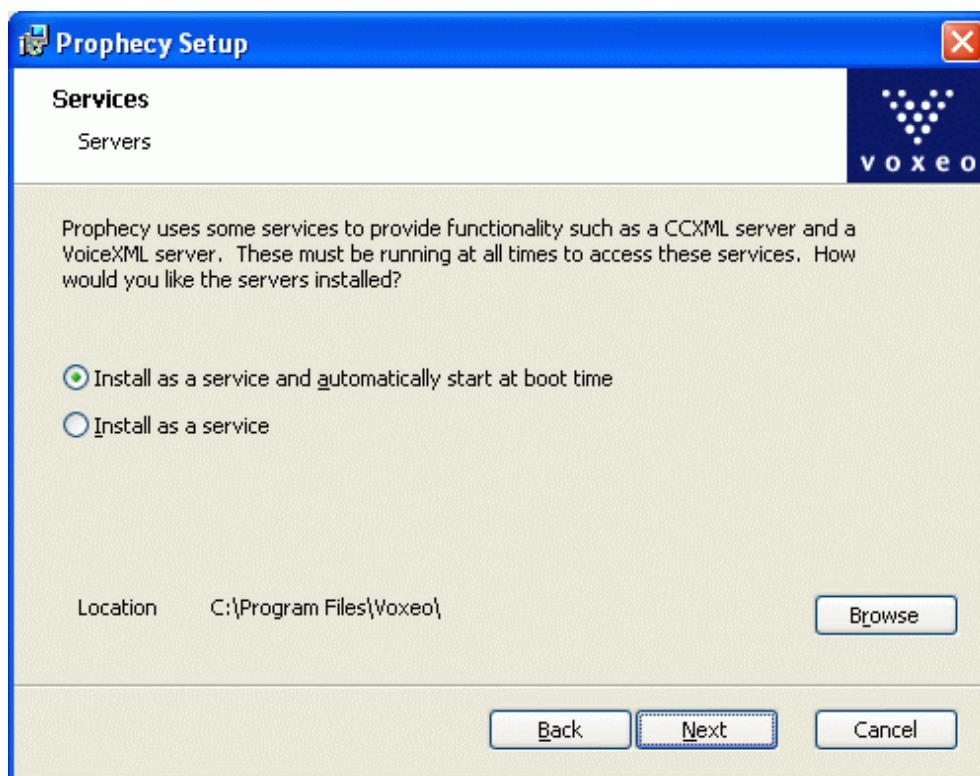 Prophecy Setup
Services
Servers
voxeo
Prophecy uses some services to provide functionality such as a CCXML server and a
VoiceXML server.  These must be running at all times to access these services.  How
would you like the servers installed?
Install as a service and automatically start at boot time
Install as a service
Location C:\Program Files\Voxeo\
Browse
Back Next Cancel